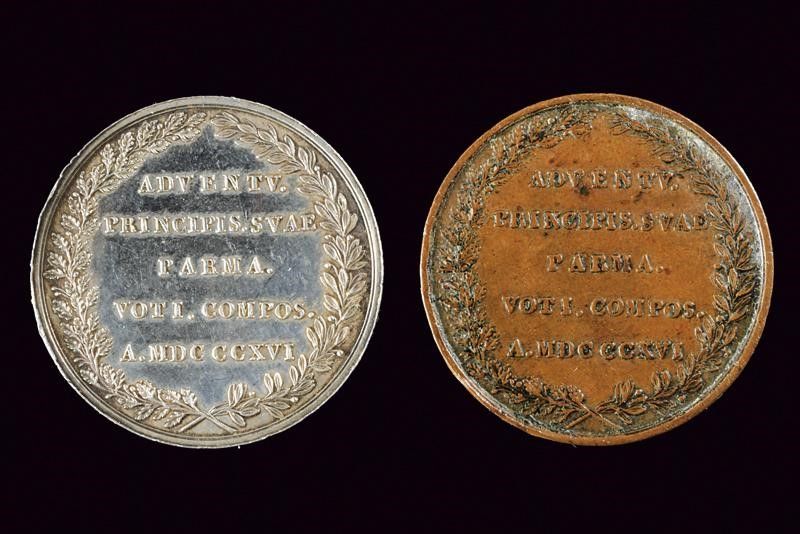 ADVENTV.
PRINCIPIS. SVAE
PARMA.
VOTI. COMPOS.
A. MDCCCXVI
ADVENTV.
PRINCIPIS. SVAE
PARMA.
VOTI. COMPOS.
A. MDCCCXVI